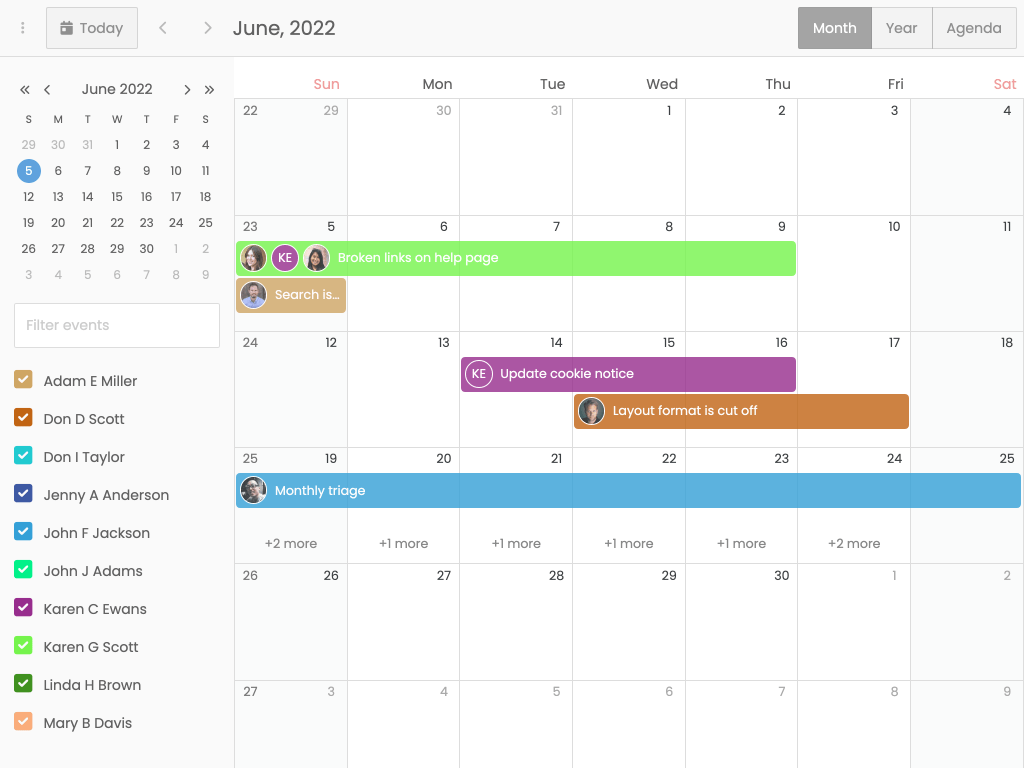 Today
June, 2022
Month Year Agenda
« ‹ June 2022 › »
S M T W T F S
29 30 31 1 2 3 4
5 6 7 8 9 10 11
12 13 14 15 16 17 18
19 20 21 22 23 24 25
26 27 28 29 30 1 2
3 4 5 6 7 8 9
Filter events
Adam E Miller
Don D Scott
Don I Taylor
Jenny A Anderson
John F Jackson
John J Adams
Karen C Ewans
Karen G Scott
Linda H Brown
Mary B Davis
Sun Mon Tue Wed Thu Fri Sat
22 29 30 31 1 2 3 4
23 5 6 7 8 9 10 11
KE Broken links on help page
Search is…
24 12 13 14 15 16 17 18
KE Update cookie notice
Layout format is cut off
25 19 20 21 22 23 24 25
Monthly triage
+2 more +1 more +1 more +1 more +1 more +2 more
26 26 27 28 29 30 1 2
27 3 4 5 6 7 8 9